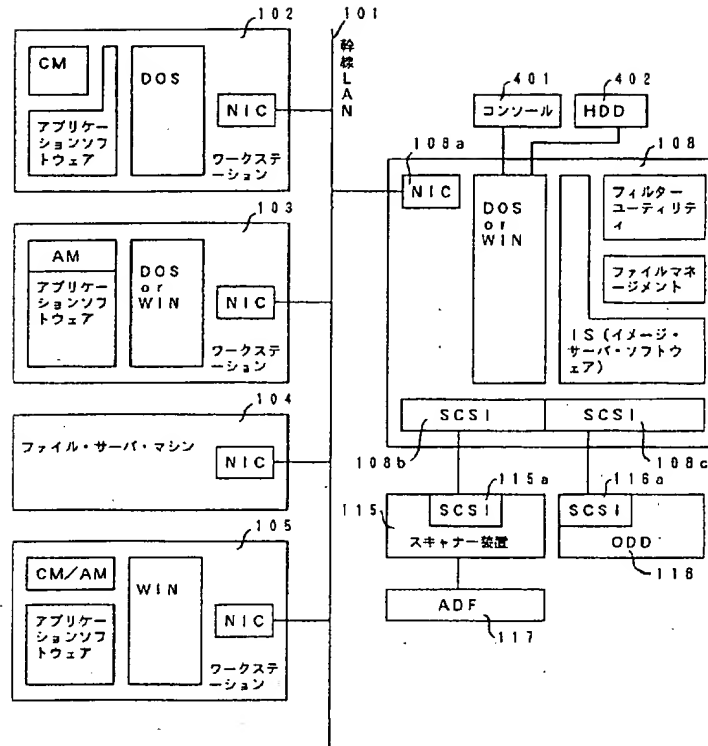 102
CM
DOS
アプリケー
ションソフ
トウェア
NIC
ワークステ
ーション
101
幹線LAN
103
AM
アプリケー
ションソフ
トウェア
DOS
or
WIN
NIC
ワークステ
ーション
104
ファイル・サーバ・マシン
NIC
105
CM/AM
アプリケー
ションソフ
トウェア
WIN
NIC
ワークステ
ーション
401
コンソール
402
HDD
108
108a
NIC
DOS
or
WIN
フィルター
ユーティリテ
ィ
ファイルマネ
ージメント
IS(イメージ・
サーバ・ソフトウ
ェア)
SCSI
SCSI
108b
108c
115
115a
SCSI
スキャナー装置
116a
SCSI
ODD
116
ADF
117